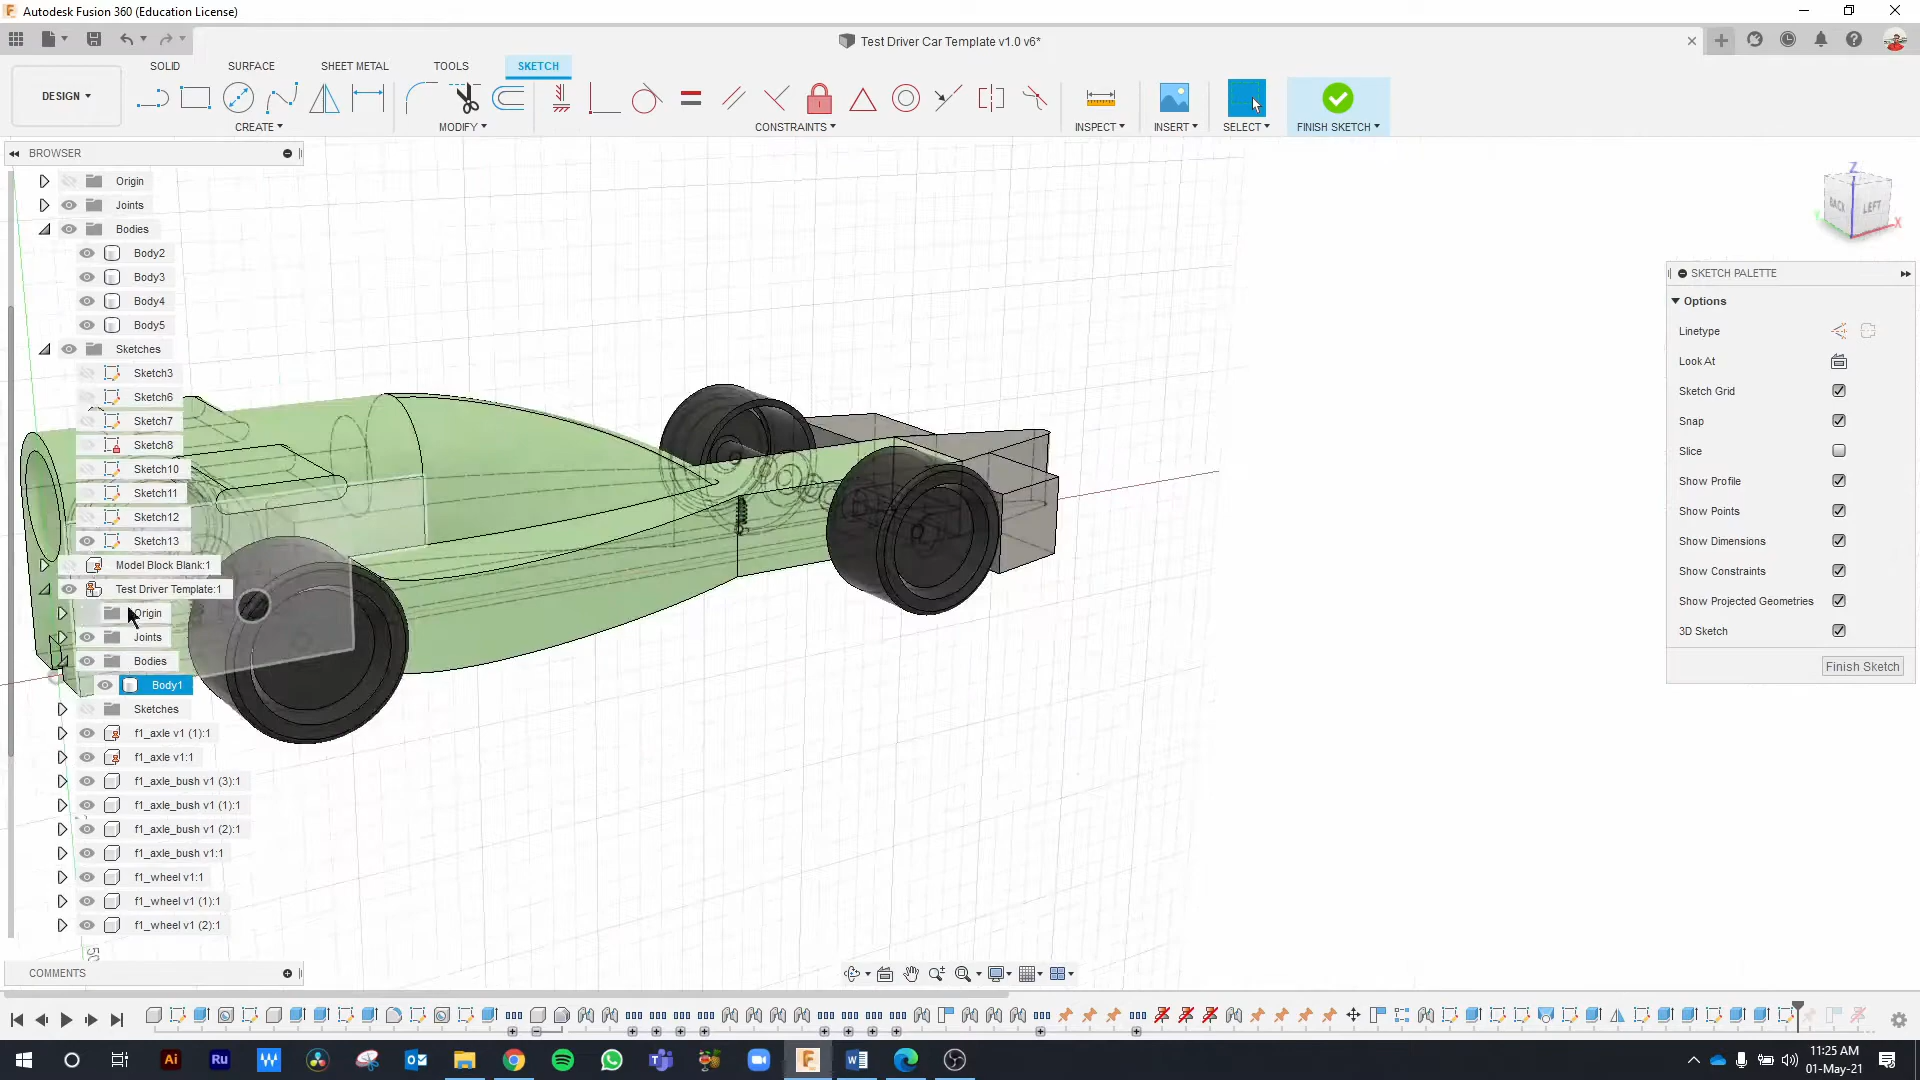 Autodesk Fusion 360 (Education License)
Test Driver Car Template v1.0 v6*
DESIGN
SOLID SURFACE SHEET METAL TOOLS SKETCH
CREATE MODIFY CONSTRAINTS INSPECT INSERT SELECT FINISH SKETCH
BROWSER
Origin
Joints
Bodies
Body2
Body3
Body4
Body5
Sketches
Sketch3
Sketch6
Sketch7
Sketch8
Sketch10
Sketch11
Sketch12
Sketch13
Model Block Blank:1
Test Driver Template:1
Origin
Joints
Bodies
Body1
Sketches
f1_axle v1 (1):1
f1_axle v1:1
f1_axle_bush v1 (3):1
f1_axle_bush v1 (1):1
f1_axle_bush v1 (2):1
f1_axle_bush v1:1
f1_wheel v1:1
f1_wheel v1 (1):1
f1_wheel v1 (2):1
COMMENTS
Z
BACK LEFT
X
SKETCH PALETTE
Options
Linetype
Look At
Sketch Grid
Snap
Slice
Show Profile
Show Points
Show Dimensions
Show Constraints
Show Projected Geometries
3D Sketch
Finish Sketch
Ai
Ru
11:25 AM
01-May-21